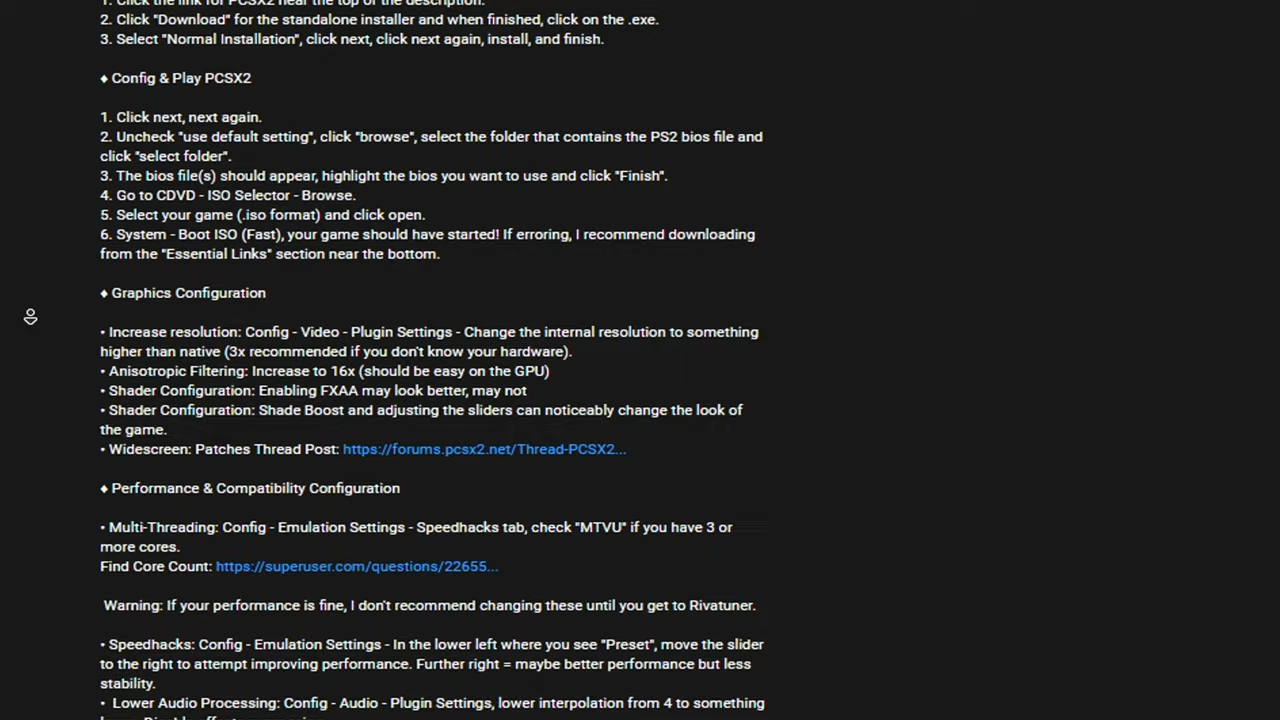 1. Click the link for PCSX2 near the top of the description.
2. Click "Download" for the standalone installer and when finished, click on the .exe.
3. Select "Normal Installation", click next, click next again, install, and finish.
♦ Config & Play PCSX2
1. Click next, next again.
2. Uncheck "use default setting", click "browse", select the folder that contains the PS2 bios file and
click "select folder".
3. The bios file(s) should appear, highlight the bios you want to use and click "Finish".
4. Go to CDVD - ISO Selector - Browse.
5. Select your game (.iso format) and click open.
6. System - Boot ISO (Fast), your game should have started! If erroring, I recommend downloading
from the "Essential Links" section near the bottom.
♦ Graphics Configuration
• Increase resolution: Config - Video - Plugin Settings - Change the internal resolution to something
higher than native (3x recommended if you don't know your hardware).
• Anisotropic Filtering: Increase to 16x (should be easy on the GPU)
• Shader Configuration: Enabling FXAA may look better, may not
• Shader Configuration: Shade Boost and adjusting the sliders can noticeably change the look of
the game.
• Widescreen: Patches Thread Post: https://forums.pcsx2.net/Thread-PCSX2...
♦ Performance & Compatibility Configuration
• Multi-Threading: Config - Emulation Settings - Speedhacks tab, check "MTVU" if you have 3 or
more cores.
Find Core Count: https://superuser.com/questions/22655...
Warning: If your performance is fine, I don't recommend changing these until you get to Rivatuner.
• Speedhacks: Config - Emulation Settings - In the lower left where you see "Preset", move the slider
to the right to attempt improving performance. Further right = maybe better performance but less
stability.
• Lower Audio Processing: Config - Audio - Plugin Settings, lower interpolation from 4 to something